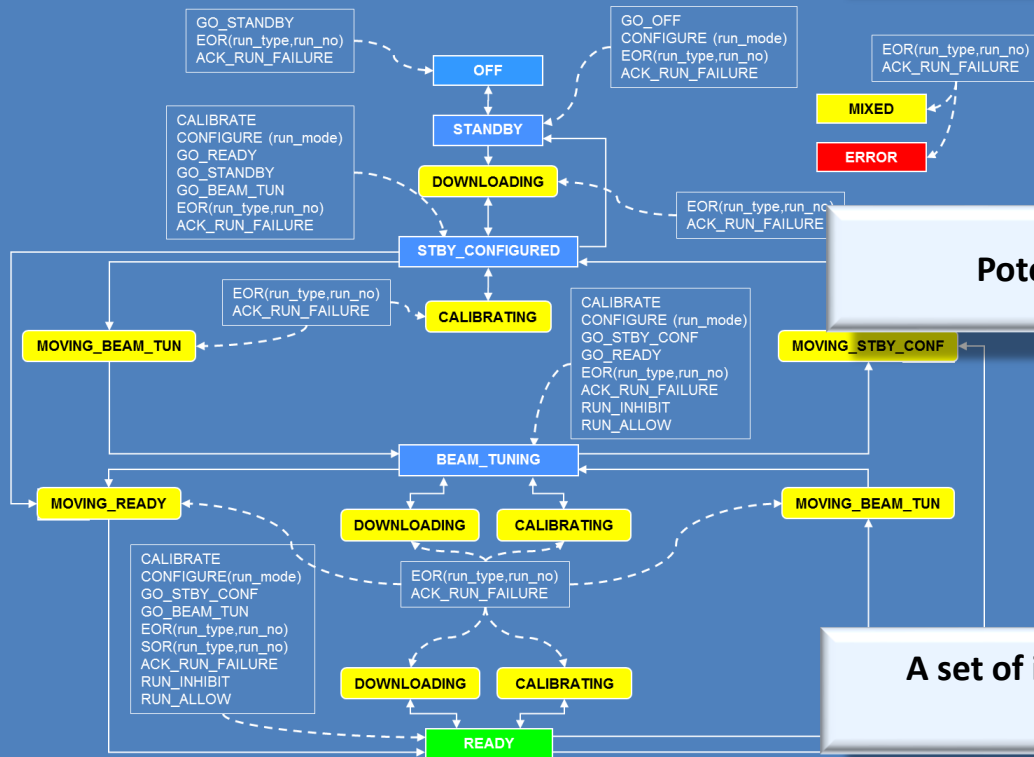 GO_STANDBY
EOR(run_type,run_no)
ACK_RUN_FAILURE
GO_OFF
CONFIGURE (run_mode)
EOR(run_type,run_no)
ACK_RUN_FAILURE
EOR(run_type,run_no)
ACK_RUN_FAILURE
OFF
MIXED
STANDBY
ERROR
CALIBRATE
CONFIGURE (run_mode)
GO_READY
GO_STANDBY
GO_BEAM_TUN
EOR(run_type,run_no)
ACK_RUN_FAILURE
DOWNLOADING
EOR(run_type,run_no)
ACK_RUN_FAILURE
STBY_CONFIGURED
EOR(run_type,run_no)
ACK_RUN_FAILURE
CALIBRATING
CALIBRATE
CONFIGURE (run_mode)
GO_STBY_CONF
GO_READY
EOR(run_type,run_no)
ACK_RUN_FAILURE
RUN_INHIBIT
RUN_ALLOW
MOVING_BEAM_TUN
MOVING_STBY_CONF
BEAM_TUNING
MOVING_READY
MOVING_BEAM_TUN
DOWNLOADING
CALIBRATING
CALIBRATE
CONFIGURE(run_mode)
GO_STBY_CONF
GO_BEAM_TUN
EOR(run_type,run_no)
SOR(run_type,run_no)
ACK_RUN_FAILURE
RUN_INHIBIT
RUN_ALLOW
EOR(run_type,run_no)
ACK_RUN_FAILURE
DOWNLOADING
CALIBRATING
READY
A set of